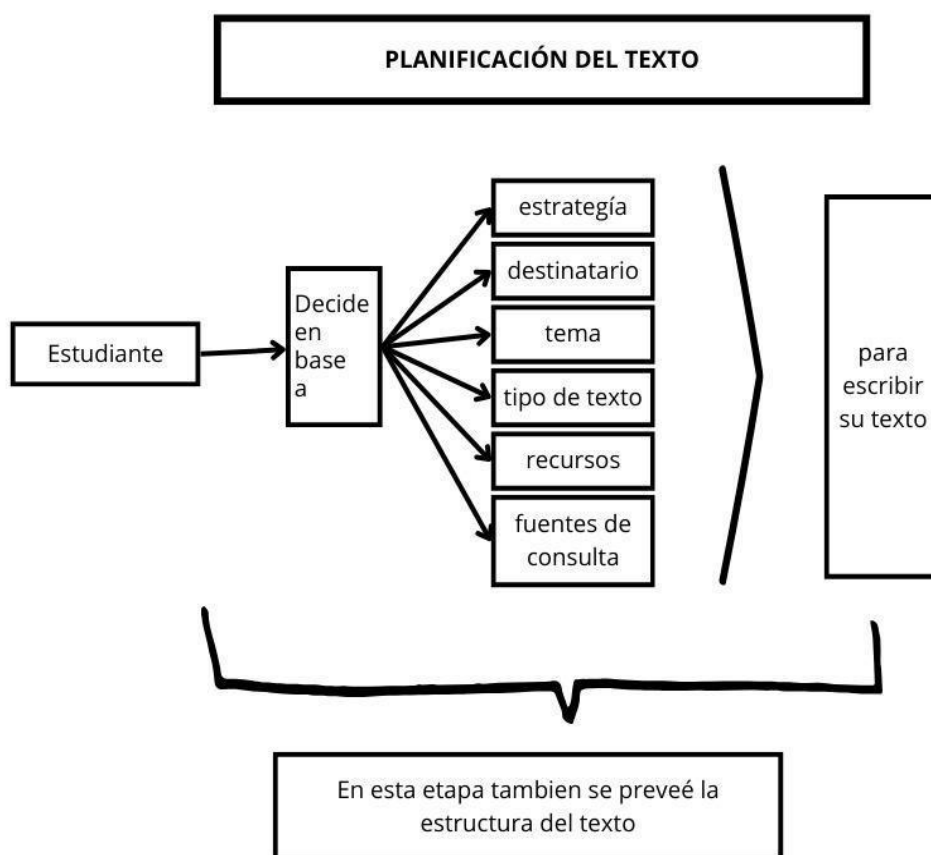 PLANIFICACIÓN DEL TEXTO
Estudiante
Decide
en
base
a
estrategía
destinatario
tema
tipo de texto
recursos
fuentes de
consulta
para
escribir
su texto
En esta etapa tambien se preveé la
estructura del texto